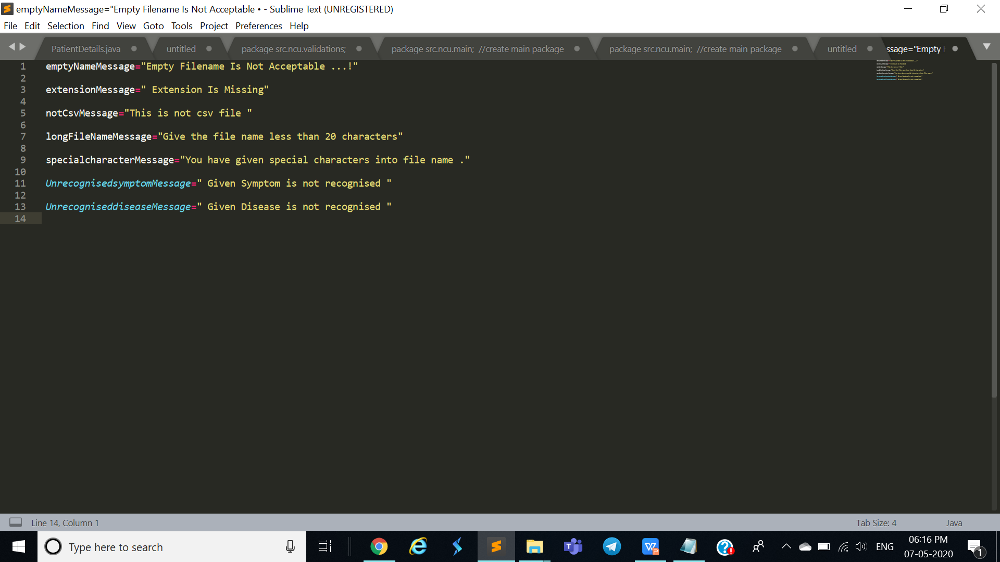 emptyNameMessage="Empty Filename Is Not Acceptable • - Sublime Text (UNREGISTERED)
File Edit Selection Find View Goto Tools Project Preferences Help
PatientDetails.java untitled package src.ncu.validations; package src.ncu.main; //create main package package src.ncu.main; //create main package untitled ssage="Empty
1 emptyNameMessage="Empty Filename Is Not Acceptable ...!"
2
3 extensionMessage=" Extension Is Missing"
4
5 notCsvMessage="This is not csv file "
6
7 longFileNameMessage="Give the file name less than 20 characters"
8
9 specialcharacterMessage="You have given special characters into file name ."
10
11 UnrecognisedsymptomMessage=" Given Symptom is not recognised "
12
13 UnrecogniseddiseaseMessage=" Given Disease is not recognised "
14
Line 14, Column 1 Tab Size: 4 Java
Type here to search
ENG
06:16 PM
07-05-2020
1